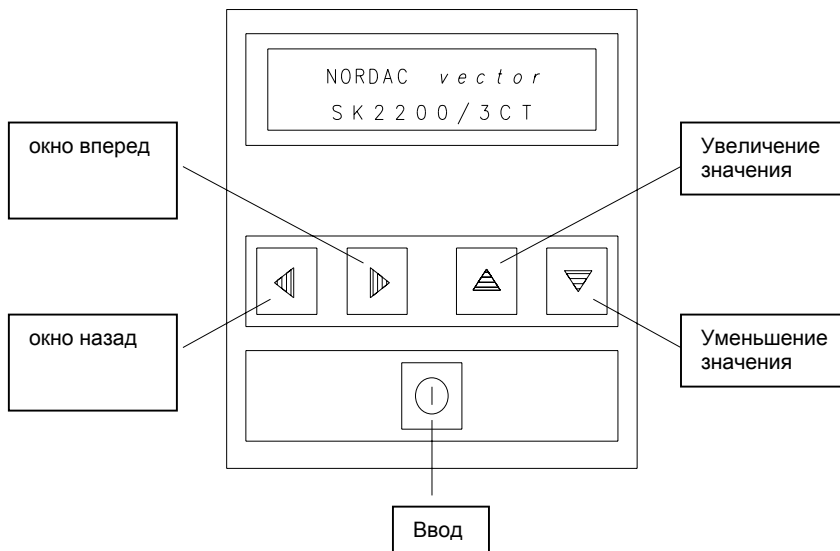 NORDAC vector
SK2200/3CT
окно вперед
Увеличение
значения
окно назад
Уменьшение
значения
Ввод